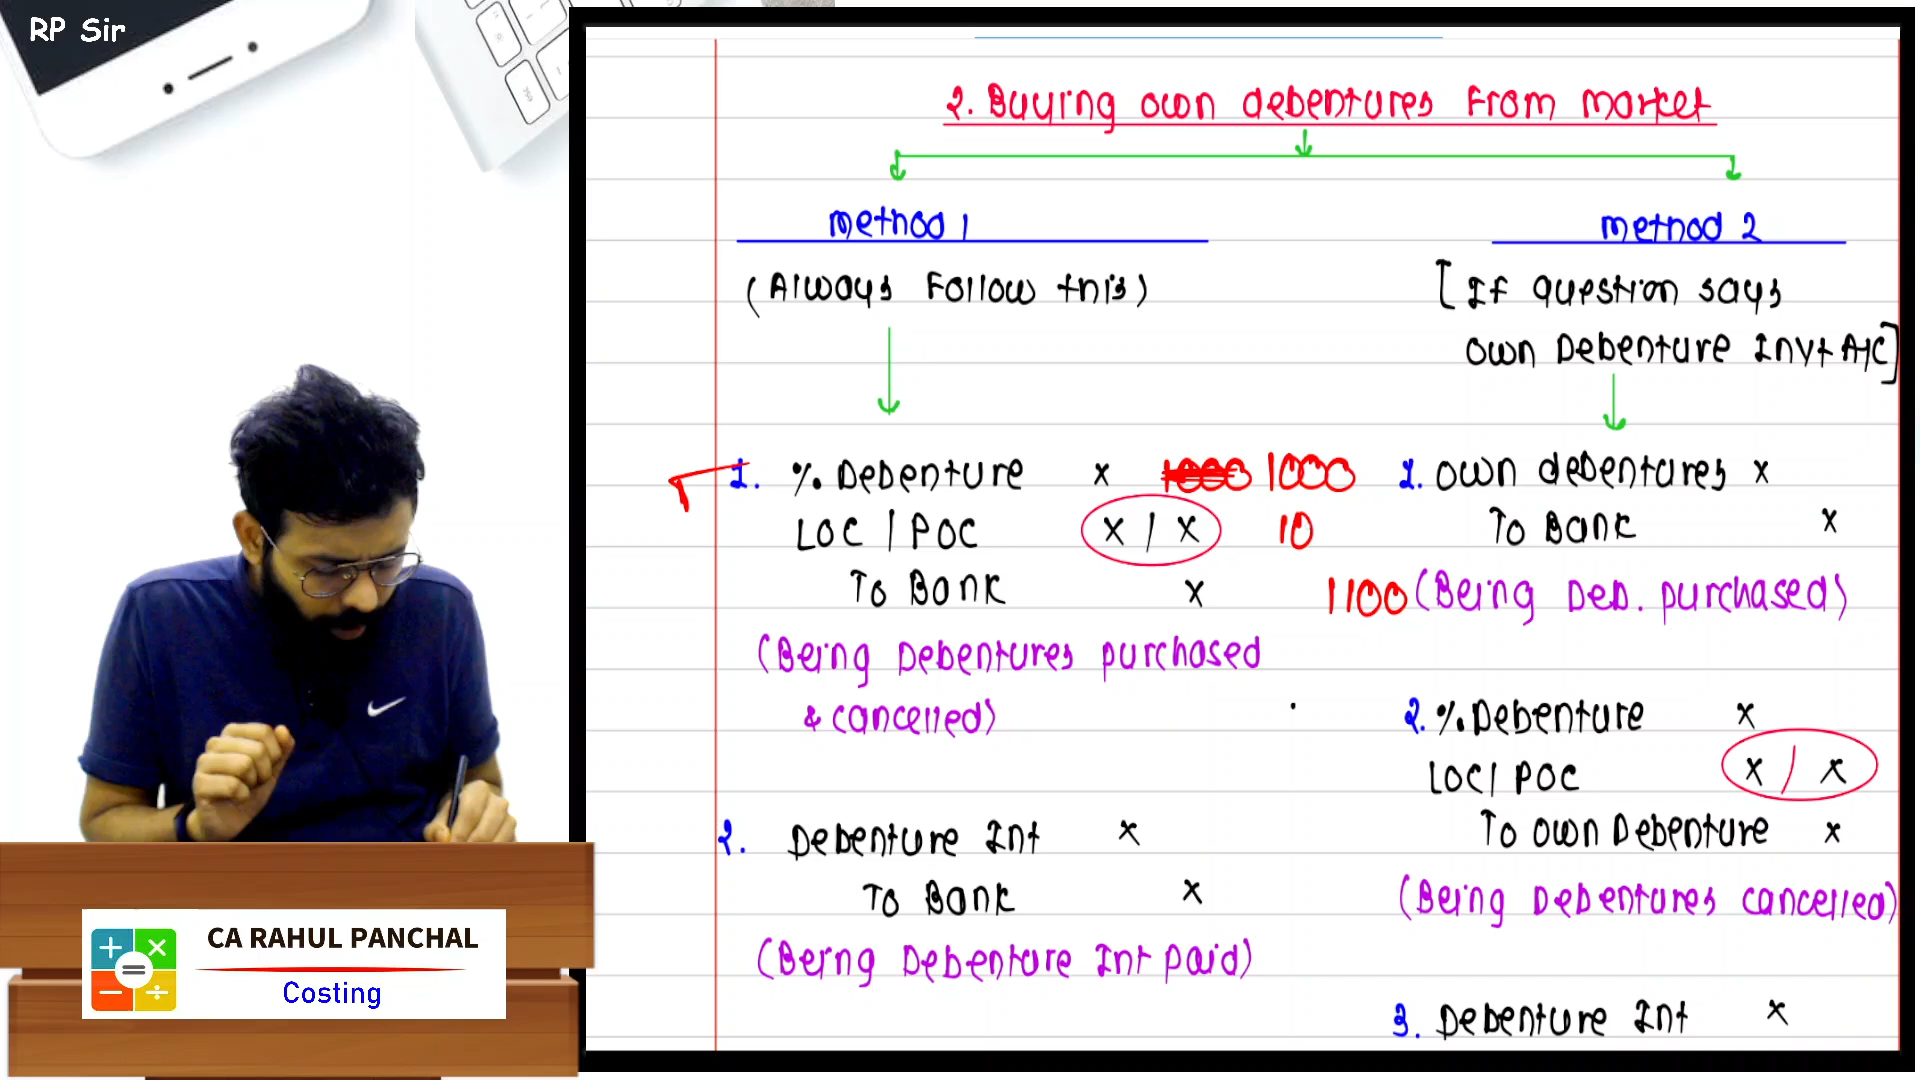 RP Sir
2. Buying own debentures from market
Method 1
(Always Follow this)
1. % Debenture x 1000
LOC / POC x / x 10
To Bank x 1100
(Being Debentures purchased
& cancelled)
2. Debenture Int x
To Bank x
(Being Debenture Int paid)
Method 2
[If question says
own Debenture Invt A/C]
1. own debentures x
To Bank x
(Being Deb. purchased)
2. % Debenture x
LOC / POC x / x
To own Debenture x
(Being Debentures cancelled)
3. Debenture Int x
CA RAHUL PANCHAL
Costing